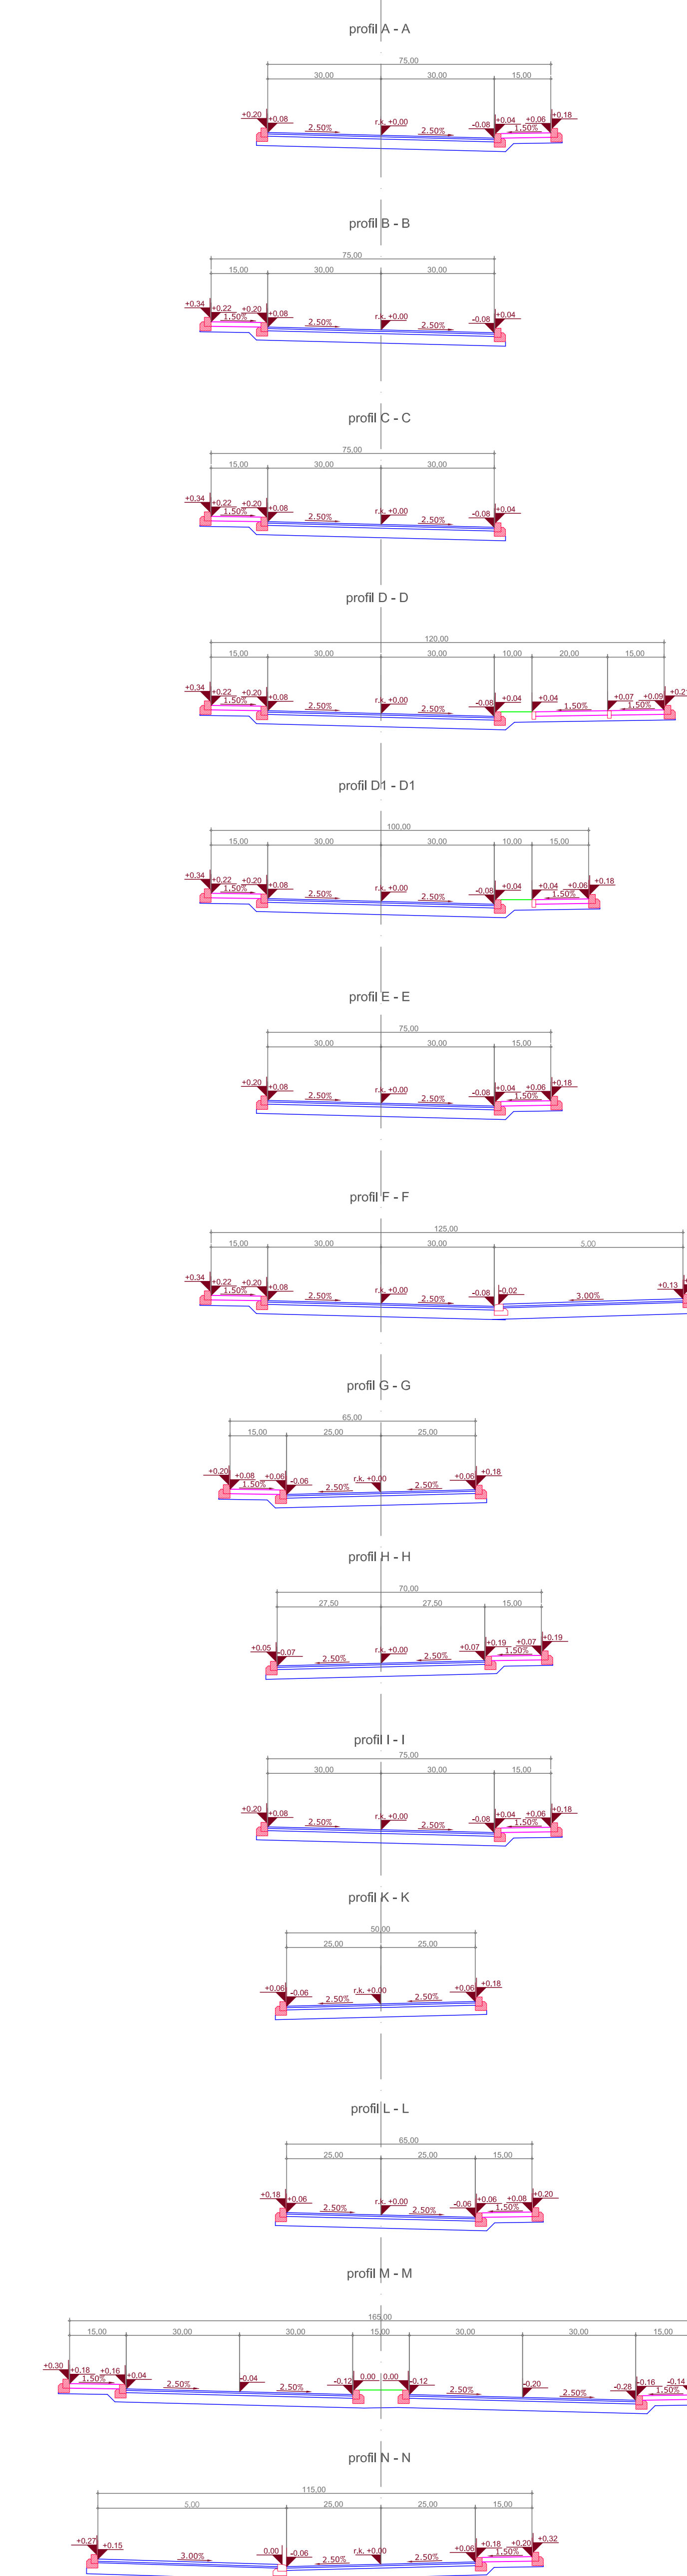 profil A - A
75,00
30,00 30,00 15,00
+0.20 +0.08 2.50% r.k. +0.00 2.50% -0.08 +0.04 1,50% +0.06 +0.18
profil B - B
75,00
15,00 30,00 30,00
+0.34 +0.22 1,50% +0.20 +0.08 2.50% r.k. +0.00 2.50% -0.08 +0.04
profil C - C
75,00
15,00 30,00 30,00
+0.34 +0.22 1,50% +0.20 +0.08 2.50% r.k. +0.00 2.50% -0.08 +0.04
profil D - D
120,00
15,00 30,00 30,00 10,00 20,00 15,00
+0.34 +0.22 1,50% +0.20 +0.08 2.50% r.k. +0.00 2.50% -0.08 +0.04 +0.04 1,50% +0.07 1,50% +0.09
profil D1 - D1
100,00
15,00 30,00 30,00 10,00 15,00
+0.34 +0.22 1,50% +0.20 +0.08 2.50% r.k. +0.00 2.50% -0.08 +0.04 +0.04 1,50% +0.06 +0.18
profil E - E
75,00
30,00 30,00 15,00
+0.20 +0.08 2.50% r.k. +0.00 2.50% -0.08 +0.04 1,50% +0.06 +0.18
profil F - F
125,00
15,00 30,00 30,00 5,00
+0.34 +0.22 1,50% +0.20 +0.08 2.50% r.k. +0.00 2.50% -0.08 -0.02 3.00% +0.13
profil G - G
65,00
15,00 25,00 25,00
+0.20 +0.08 1,50% +0.06 -0.06 2.50% r.k. +0.00 2.50% +0.06 +0.18
profil H - H
70,00
27,50 27,50 15,00
+0.05 -0.07 2.50% r.k. +0.00 2.50% +0.07 +0.19 1,50% +0.07 +0.19
profil I - I
75,00
30,00 30,00 15,00
+0.20 +0.08 2.50% r.k. +0.00 2.50% -0.08 +0.04 1,50% +0.06 +0.18
profil K - K
50,00
25,00 25,00
+0.06 -0.06 2.50% r.k. +0.00 2.50% +0.06 +0.18
profil L - L
65,00
25,00 25,00 15,00
+0.18 +0.06 2.50% r.k. +0.00 2.50% -0.06 +0.06 1,50% +0.08 +0.20
profil M - M
165,00
15,00 30,00 30,00 15,00 30,00 30,00 15,00
+0.30 +0.18 1,50% +0.16 +0.04 2.50% -0.04 2.50% -0.12 0.00 0.00 -0.12 2.50% -0.20 2.50% -0.28 -0.16 1,50% -0.14
profil N - N
115,00
5,00 25,00 25,00 15,00
+0.27 +0.15 3.00% 0.00 -0.06 2.50% r.k. +0.00 2.50% +0.06 +0.18 1,50% +0.20 +0.32